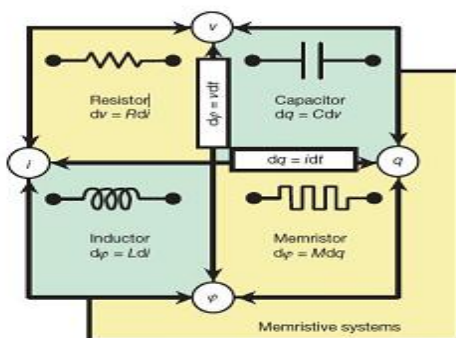 v
Resistor
dv = Rdi
dφ = vdt
Capacitor
dq = Cdv
i
dq = idt
q
Inductor
dφ = Ldi
Memristor
dφ = Mdq
φ
Memristive systems